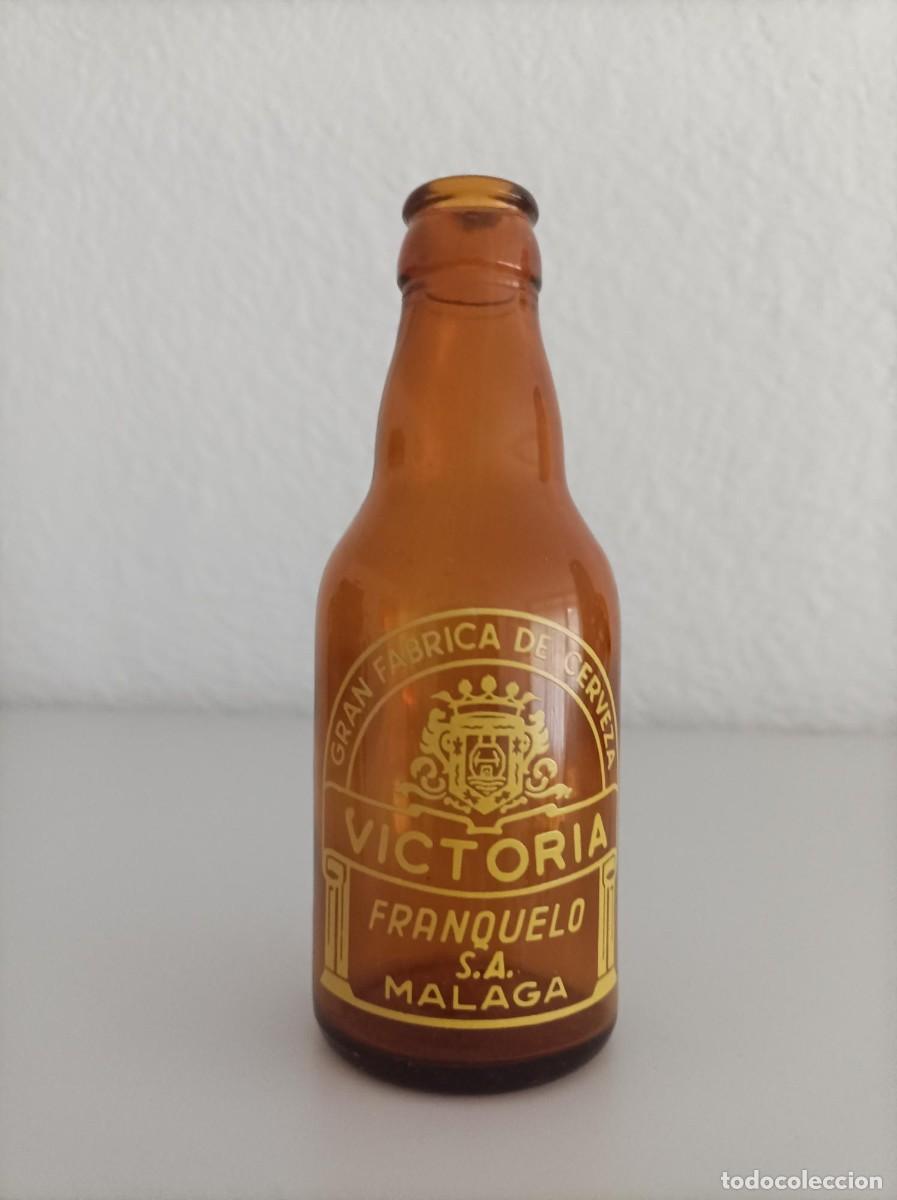 GRAN FABRICA DE CERVEZA
VICTORIA
FRANQUELO
S.A.
MALAGA
todocoleccion